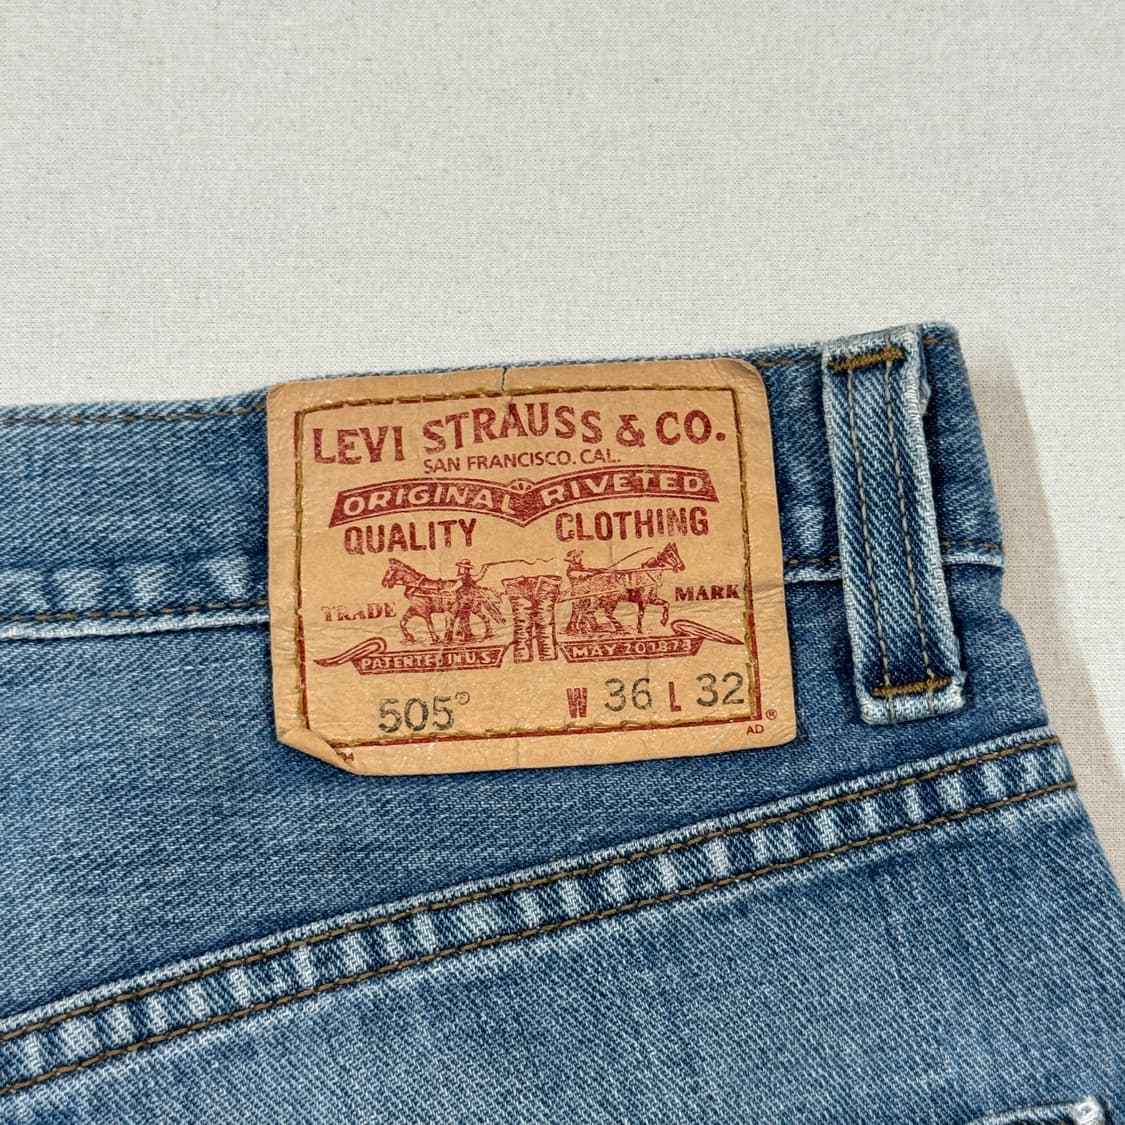 LEVI STRAUSS & CO.
SAN FRANCISCO. CAL.
ORIGINAL RIVETED
QUALITY CLOTHING
TRADE MARK
PATENTED IN U.S. MAY 20 1873
505® W 36 L 32
AD ®